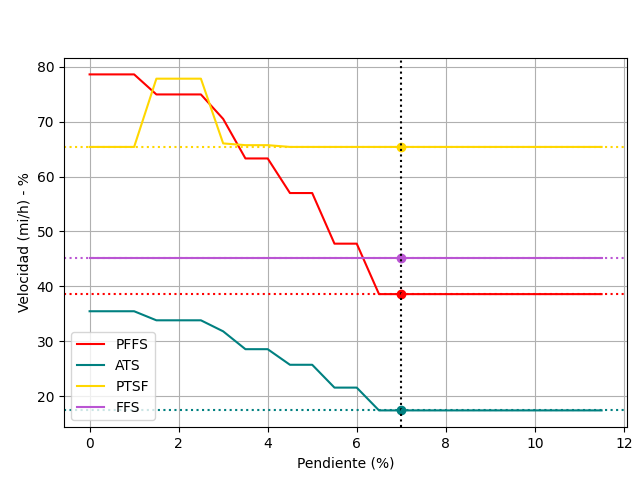 80
70
60
50
40
30
20
Velocidad (mi/h) - %
PFFS
ATS
PTSF
FFS
0 2 4 6 8 10 12
Pendiente (%)